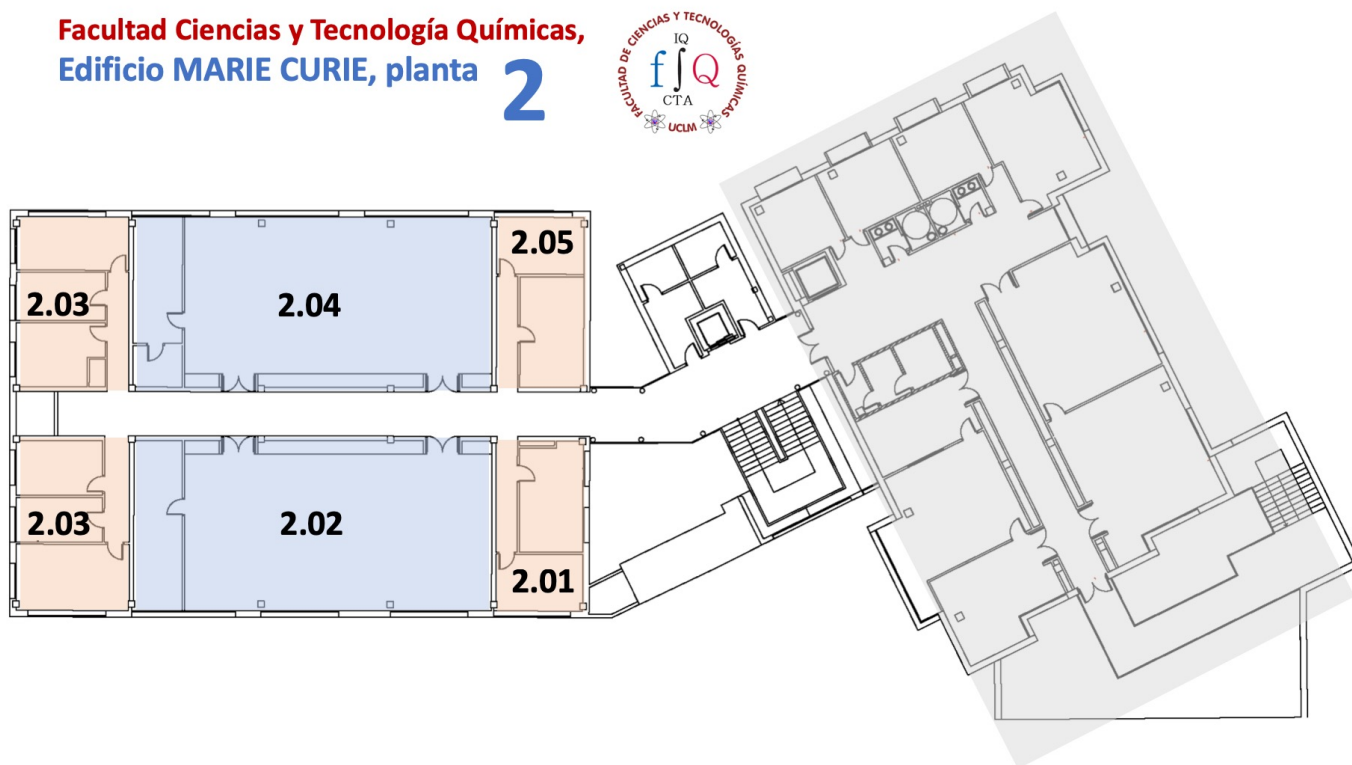 Facultad Ciencias y Tecnología Químicas,
Edificio MARIE CURIE, planta 2
FACULTAD DE CIENCIAS Y TECNOLOGÍAS QUÍMICAS
IQ
f∫Q
CTA
UCLM
2.05
2.03
2.04
2.03
2.02
2.01